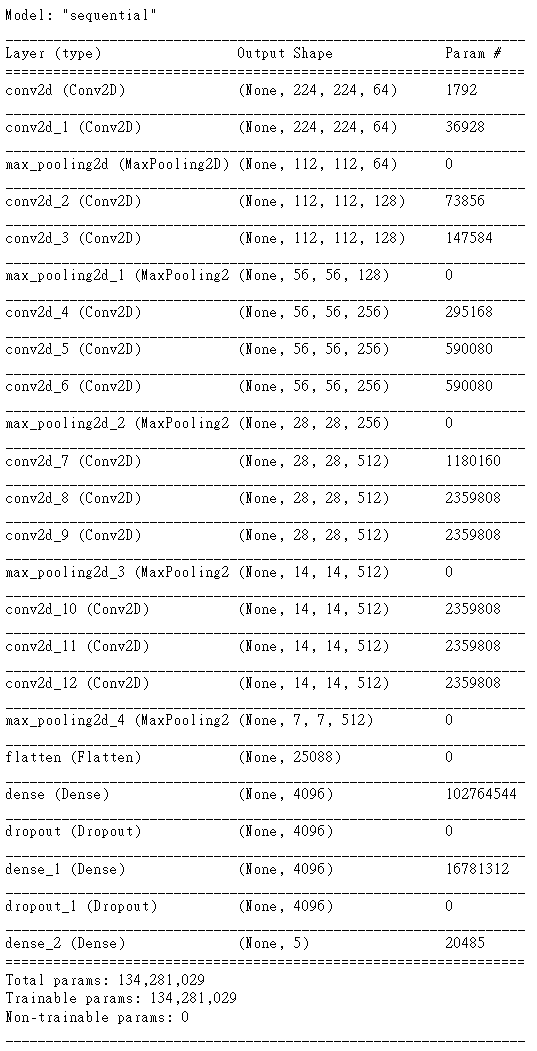 Model: "sequential"
Layer (type) Output Shape Param #
conv2d (Conv2D) (None, 224, 224, 64) 1792
conv2d_1 (Conv2D) (None, 224, 224, 64) 36928
max_pooling2d (MaxPooling2D) (None, 112, 112, 64) 0
conv2d_2 (Conv2D) (None, 112, 112, 128) 73856
conv2d_3 (Conv2D) (None, 112, 112, 128) 147584
max_pooling2d_1 (MaxPooling2 (None, 56, 56, 128) 0
conv2d_4 (Conv2D) (None, 56, 56, 256) 295168
conv2d_5 (Conv2D) (None, 56, 56, 256) 590080
conv2d_6 (Conv2D) (None, 56, 56, 256) 590080
max_pooling2d_2 (MaxPooling2 (None, 28, 28, 256) 0
conv2d_7 (Conv2D) (None, 28, 28, 512) 1180160
conv2d_8 (Conv2D) (None, 28, 28, 512) 2359808
conv2d_9 (Conv2D) (None, 28, 28, 512) 2359808
max_pooling2d_3 (MaxPooling2 (None, 14, 14, 512) 0
conv2d_10 (Conv2D) (None, 14, 14, 512) 2359808
conv2d_11 (Conv2D) (None, 14, 14, 512) 2359808
conv2d_12 (Conv2D) (None, 14, 14, 512) 2359808
max_pooling2d_4 (MaxPooling2 (None, 7, 7, 512) 0
flatten (Flatten) (None, 25088) 0
dense (Dense) (None, 4096) 102764544
dropout (Dropout) (None, 4096) 0
dense_1 (Dense) (None, 4096) 16781312
dropout_1 (Dropout) (None, 4096) 0
dense_2 (Dense) (None, 5) 20485
Total params: 134,281,029
Trainable params: 134,281,029
Non-trainable params: 0